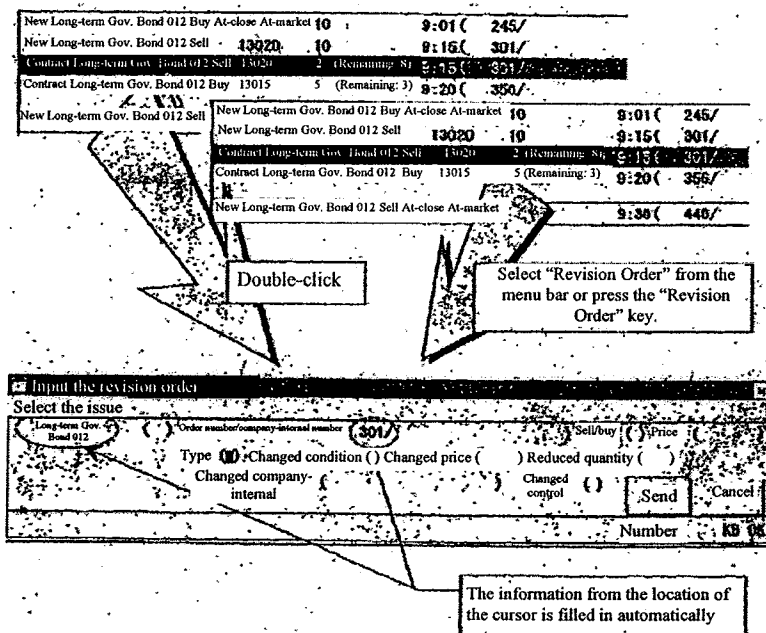 New Long-term Gov. Bond 012 Buy At-close At-market 10 9:01 ( 245/
New Long-term Gov. Bond 012 Sell 13020 10 9:15( 301/
Contract Long-term Gov. Bond 012 Sell 13020 2 (Remaining: 8) 9:15( 301/
Contract Long-term Gov. Bond 012 Buy 13015 5 (Remaining: 3) 9:20 (
New Long-term Gov. Bond 012 Sell
New Long-term Gov. Bond 012 Buy At-close At-market 10 9:01( 245/
New Long-term Gov. Bond 012 Sell 13020 10 9:15( 301/
Contract Long-term Gov. Bond 012 Sell 13020 2 (Remaining: 8) 9:15( 301/
Contract Long-term Gov. Bond 012 Buy 13015 5 (Remaining: 3) 9:20 (
New Long-term Gov. Bond 012 Sell At-close At-market
Double-click
Select “Revision Order” from the
menu bar or press the “Revision
Order” key.
Input the revision order
Select the issue
Long-term Gov.
Bond 012
( ) Order number/company-internal number 301/ Sell/buy ( ) Price (
Type ( ) Changed condition ( ) Changed price ( ) Reduced quantity ( )
Changed company-
internal
Changed
control ( )
Send
Cancel
Number
The information from the location of
the cursor is filled in automatically